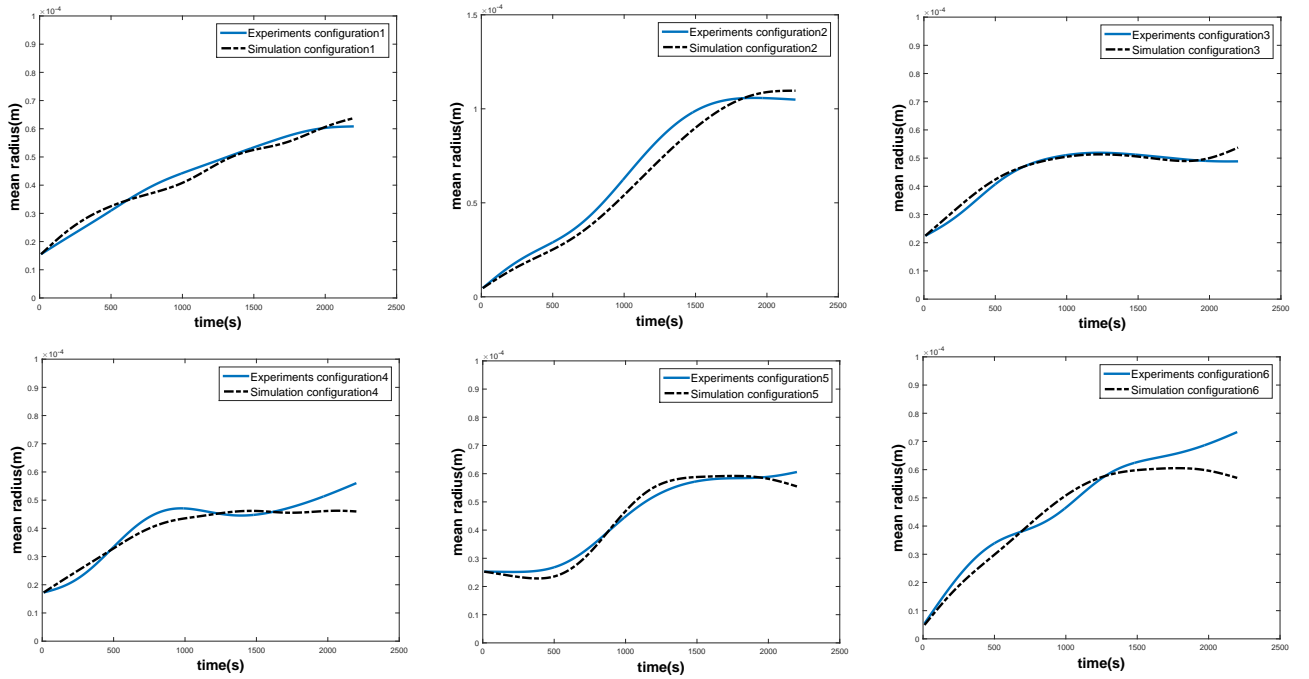 ×10⁻⁴
1
0.9
0.8
0.7
0.6
0.5
0.4
0.3
0.2
0.1
0
mean radius(m)
Experiments configuration1
Simulation configuration1
0 500 1000 1500 2000 2500
time(s)
×10⁻⁴
1.5
1
0.5
0
mean radius(m)
Experiments configuration2
Simulation configuration2
0 500 1000 1500 2000 2500
time(s)
×10⁻⁴
1
0.9
0.8
0.7
0.6
0.5
0.4
0.3
0.2
0.1
0
mean radius(m)
Experiments configuration3
Simulation configuration3
0 500 1000 1500 2000 2500
time(s)
×10⁻⁴
1
0.9
0.8
0.7
0.6
0.5
0.4
0.3
0.2
0.1
0
mean radius(m)
Experiments configuration4
Simulation configuration4
0 500 1000 1500 2000 2500
time(s)
×10⁻⁴
1
0.9
0.8
0.7
0.6
0.5
0.4
0.3
0.2
0.1
0
mean radius(m)
Experiments configuration5
Simulation configuration5
0 500 1000 1500 2000 2500
time(s)
×10⁻⁴
1
0.9
0.8
0.7
0.6
0.5
0.4
0.3
0.2
0.1
0
mean radius(m)
Experiments configuration6
Simulation configuration6
0 500 1000 1500 2000 2500
time(s)